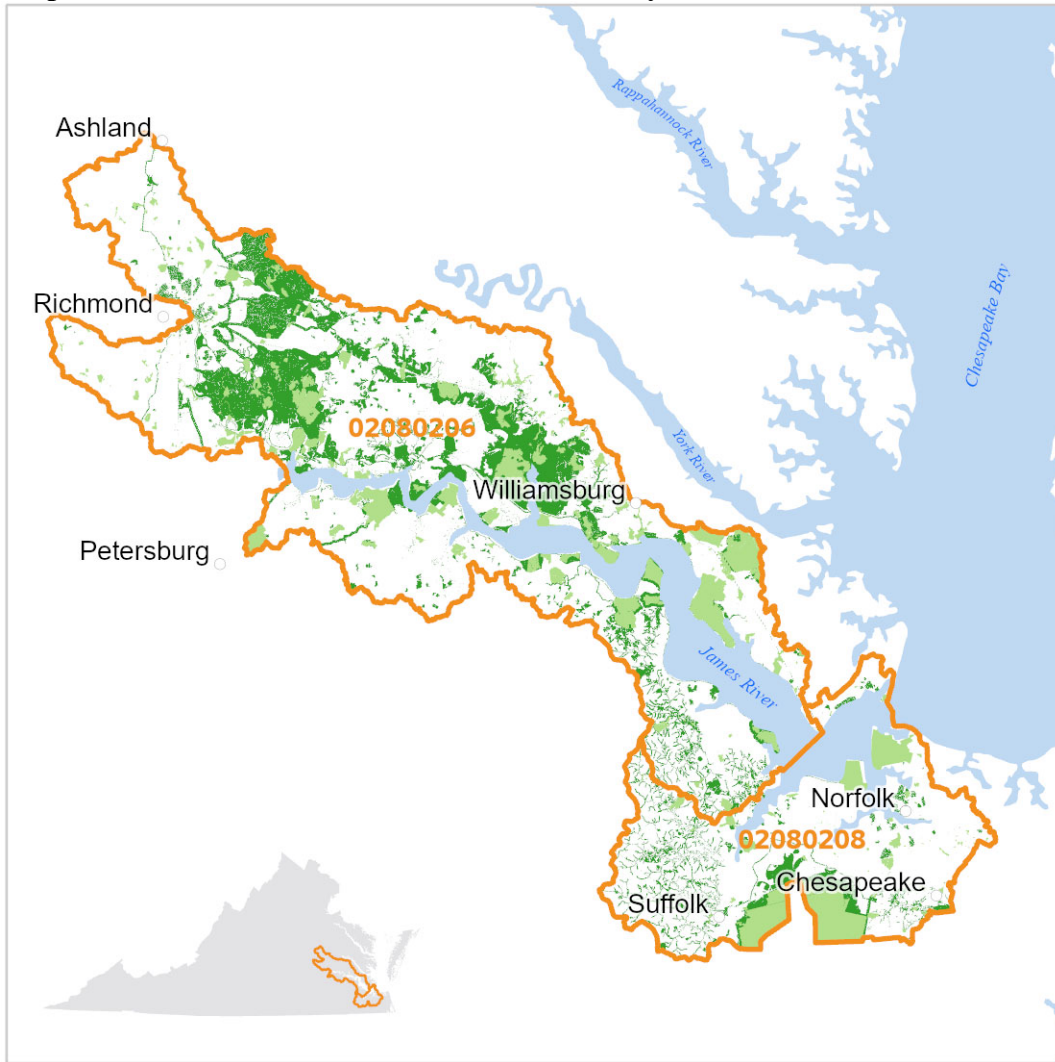 Rappahannock River
Ashland
Richmond
Chesapeake Bay
02080206
York River
Williamsburg
Petersburg
James River
Norfolk
02080208
Chesapeake
Suffolk